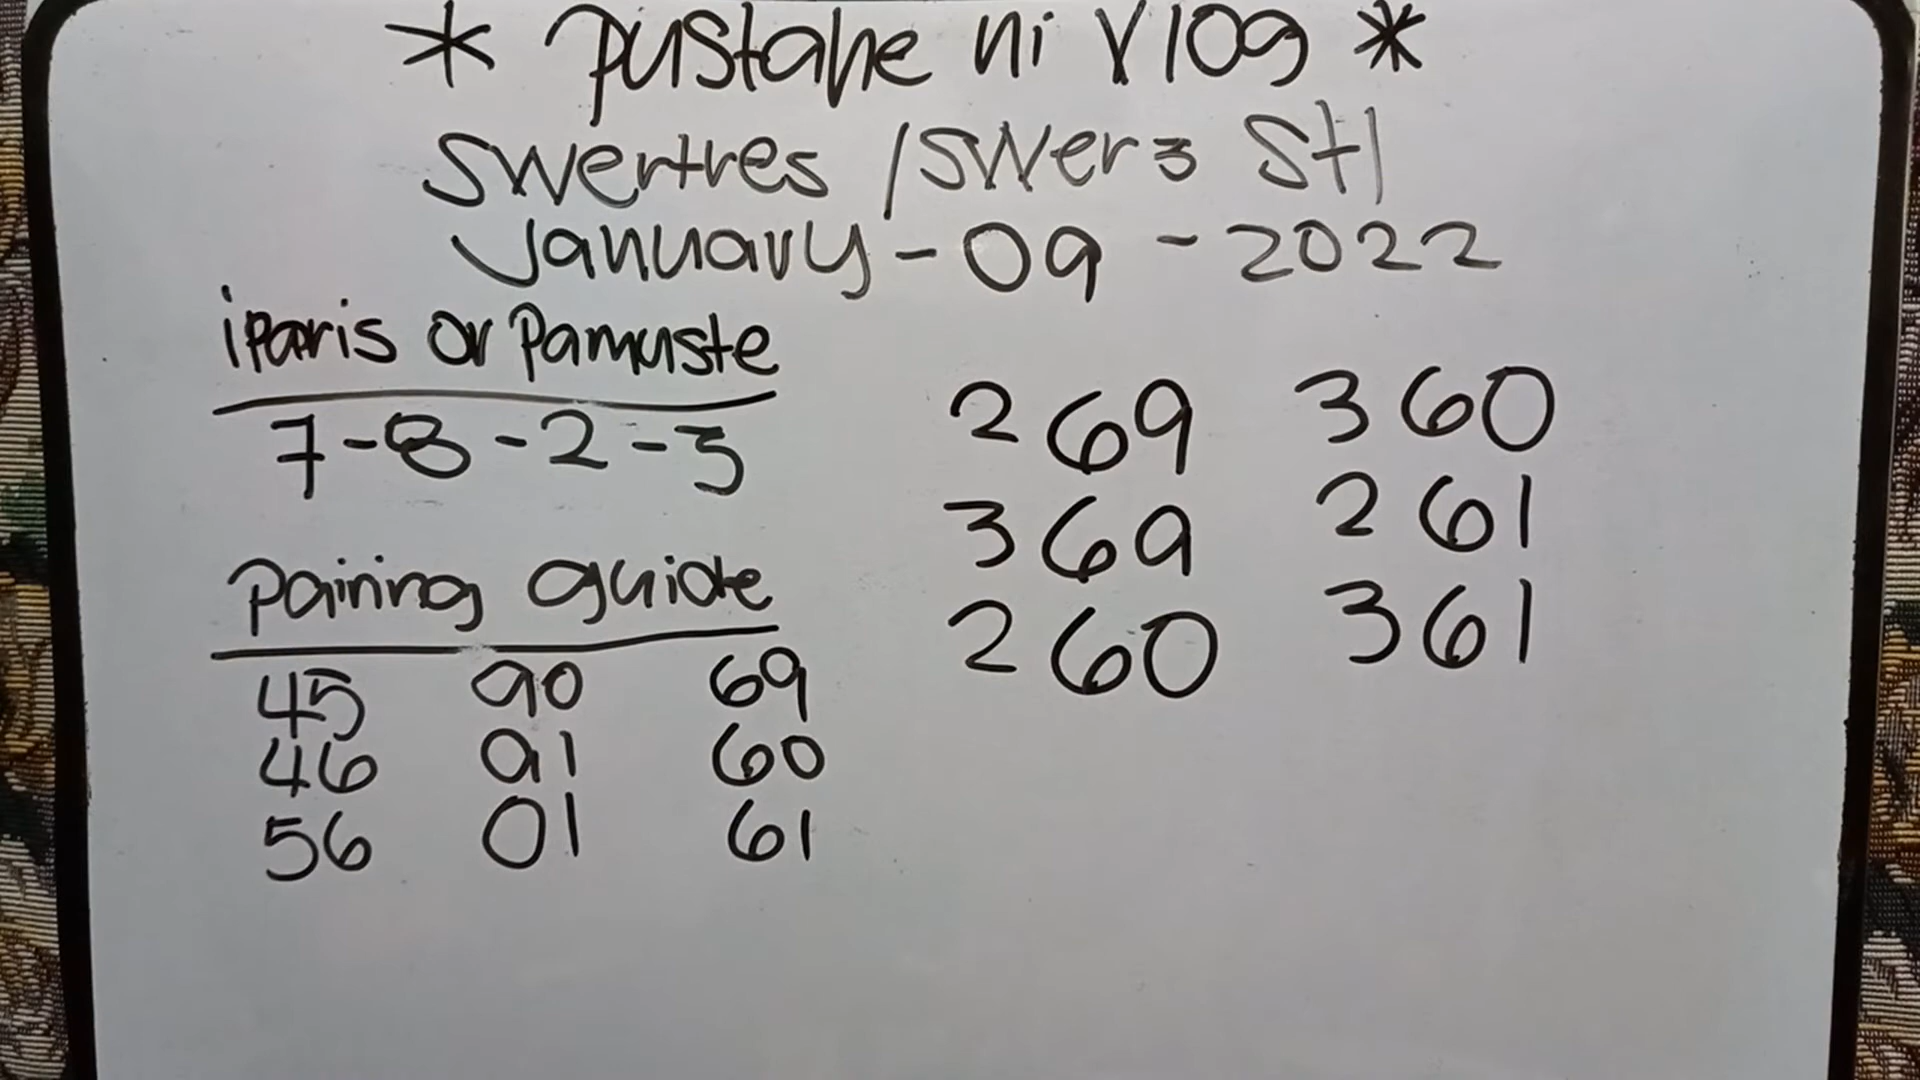 * pustahe ni vlog *
swertres /swer3 Stl
January-09-2022
iparis or Pamuste
7-8-2-3
269 360
369 261
260 361
Pairing guide
45 90 69
46 91 60
56 01 61